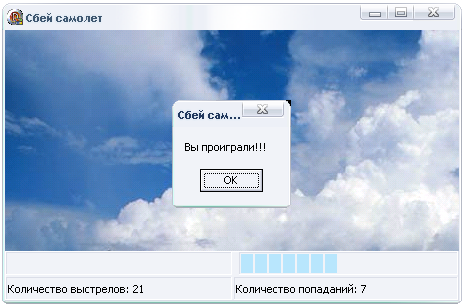 Сбей самолет
Сбей сам...
Вы проиграли!!!
OK
Количество выстрелов: 21
Количество попаданий: 7